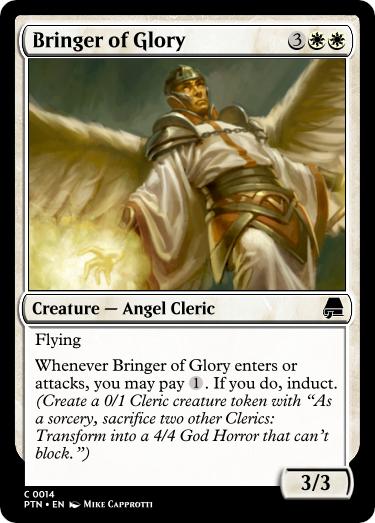 Bringer of Glory 3
Creature — Angel Cleric
Flying
Whenever Bringer of Glory enters or
attacks, you may pay 1. If you do, induct.
(Create a 0/1 Cleric creature token with “As
a sorcery, sacrifice two other Clerics:
Transform into a 4/4 God Horror that can’t
block.”)
3/3
C 0014
PTN • EN Mike Capprotti